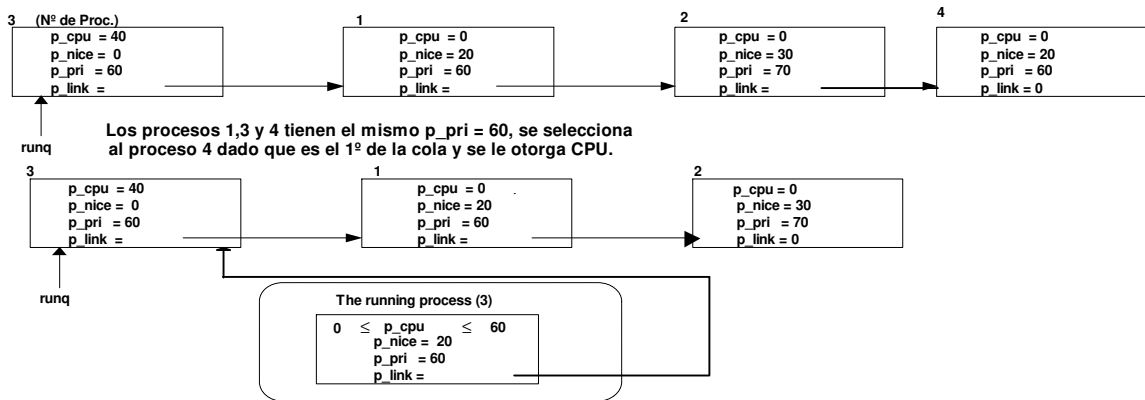 3 (Nº de Proc.)
p_cpu = 40
p_nice = 0
p_pri = 60
p_link =
1
p_cpu = 0
p_nice = 20
p_pri = 60
p_link =
2
p_cpu = 0
p_nice = 30
p_pri = 70
p_link =
4
p_cpu = 0
p_nice = 20
p_pri = 60
p_link = 0
runq
Los procesos 1,3 y 4 tienen el mismo p_pri = 60, se selecciona
al proceso 4 dado que es el 1º de la cola y se le otorga CPU.
3
p_cpu = 40
p_nice = 0
p_pri = 60
p_link =
1
p_cpu = 0
p_nice = 20
p_pri = 60
p_link =
2
p_cpu = 0
p_nice = 30
p_pri = 70
p_link = 0
runq
The running process (3)
0 ≤ p_cpu ≤ 60
p_nice = 20
p_pri = 60
p_link =